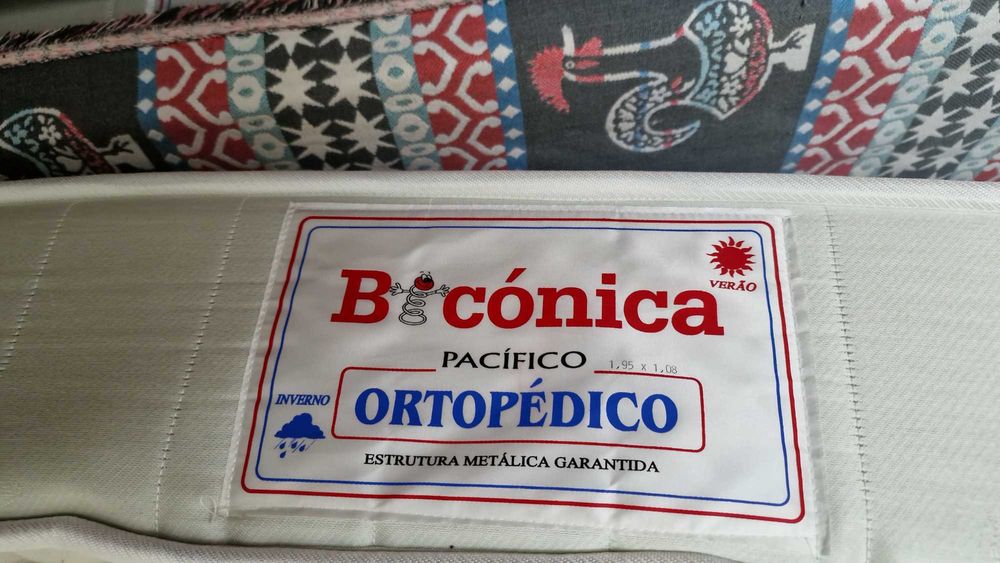 VERÃO
Bicónica
PACÍFICO 1,95 x 1,08
INVERNO
ORTOPÉDICO
ESTRUTURA METÁLICA GARANTIDA